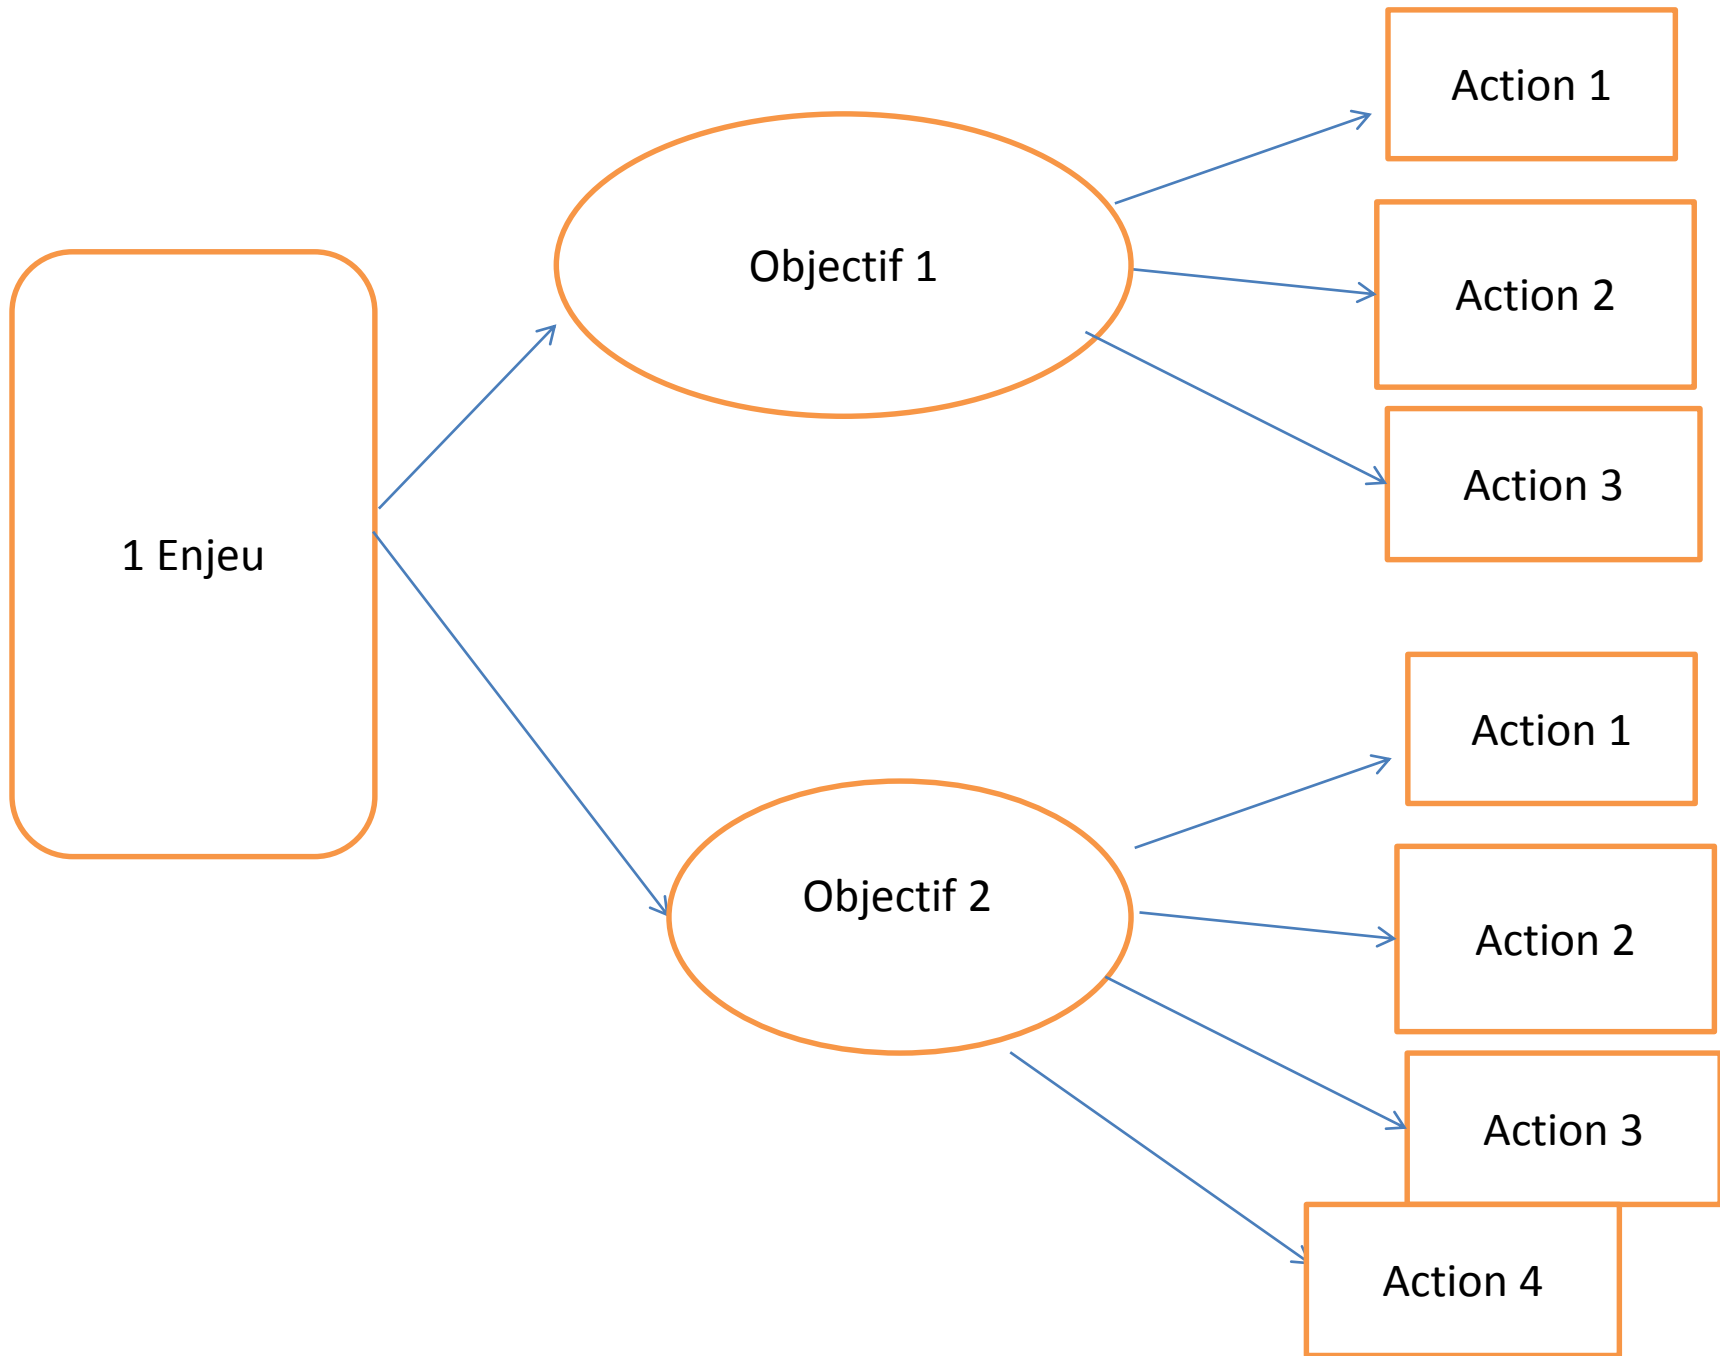 1 Enjeu
Objectif 1
Action 1
Action 2
Action 3
Objectif 2
Action 1
Action 2
Action 3
Action 4